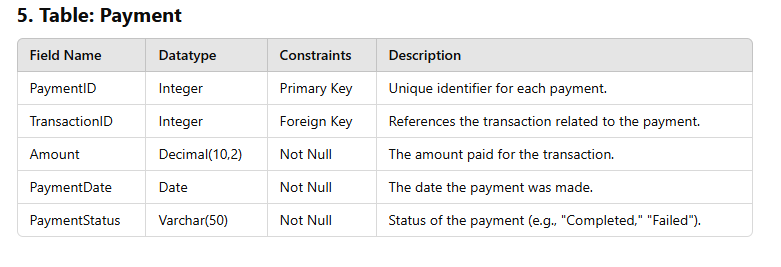 5. Table: Payment
Field Name Datatype Constraints Description
PaymentID Integer Primary Key Unique identifier for each payment.
TransactionID Integer Foreign Key References the transaction related to the payment.
Amount Decimal(10,2) Not Null The amount paid for the transaction.
PaymentDate Date Not Null The date the payment was made.
PaymentStatus Varchar(50) Not Null Status of the payment (e.g., "Completed," "Failed").